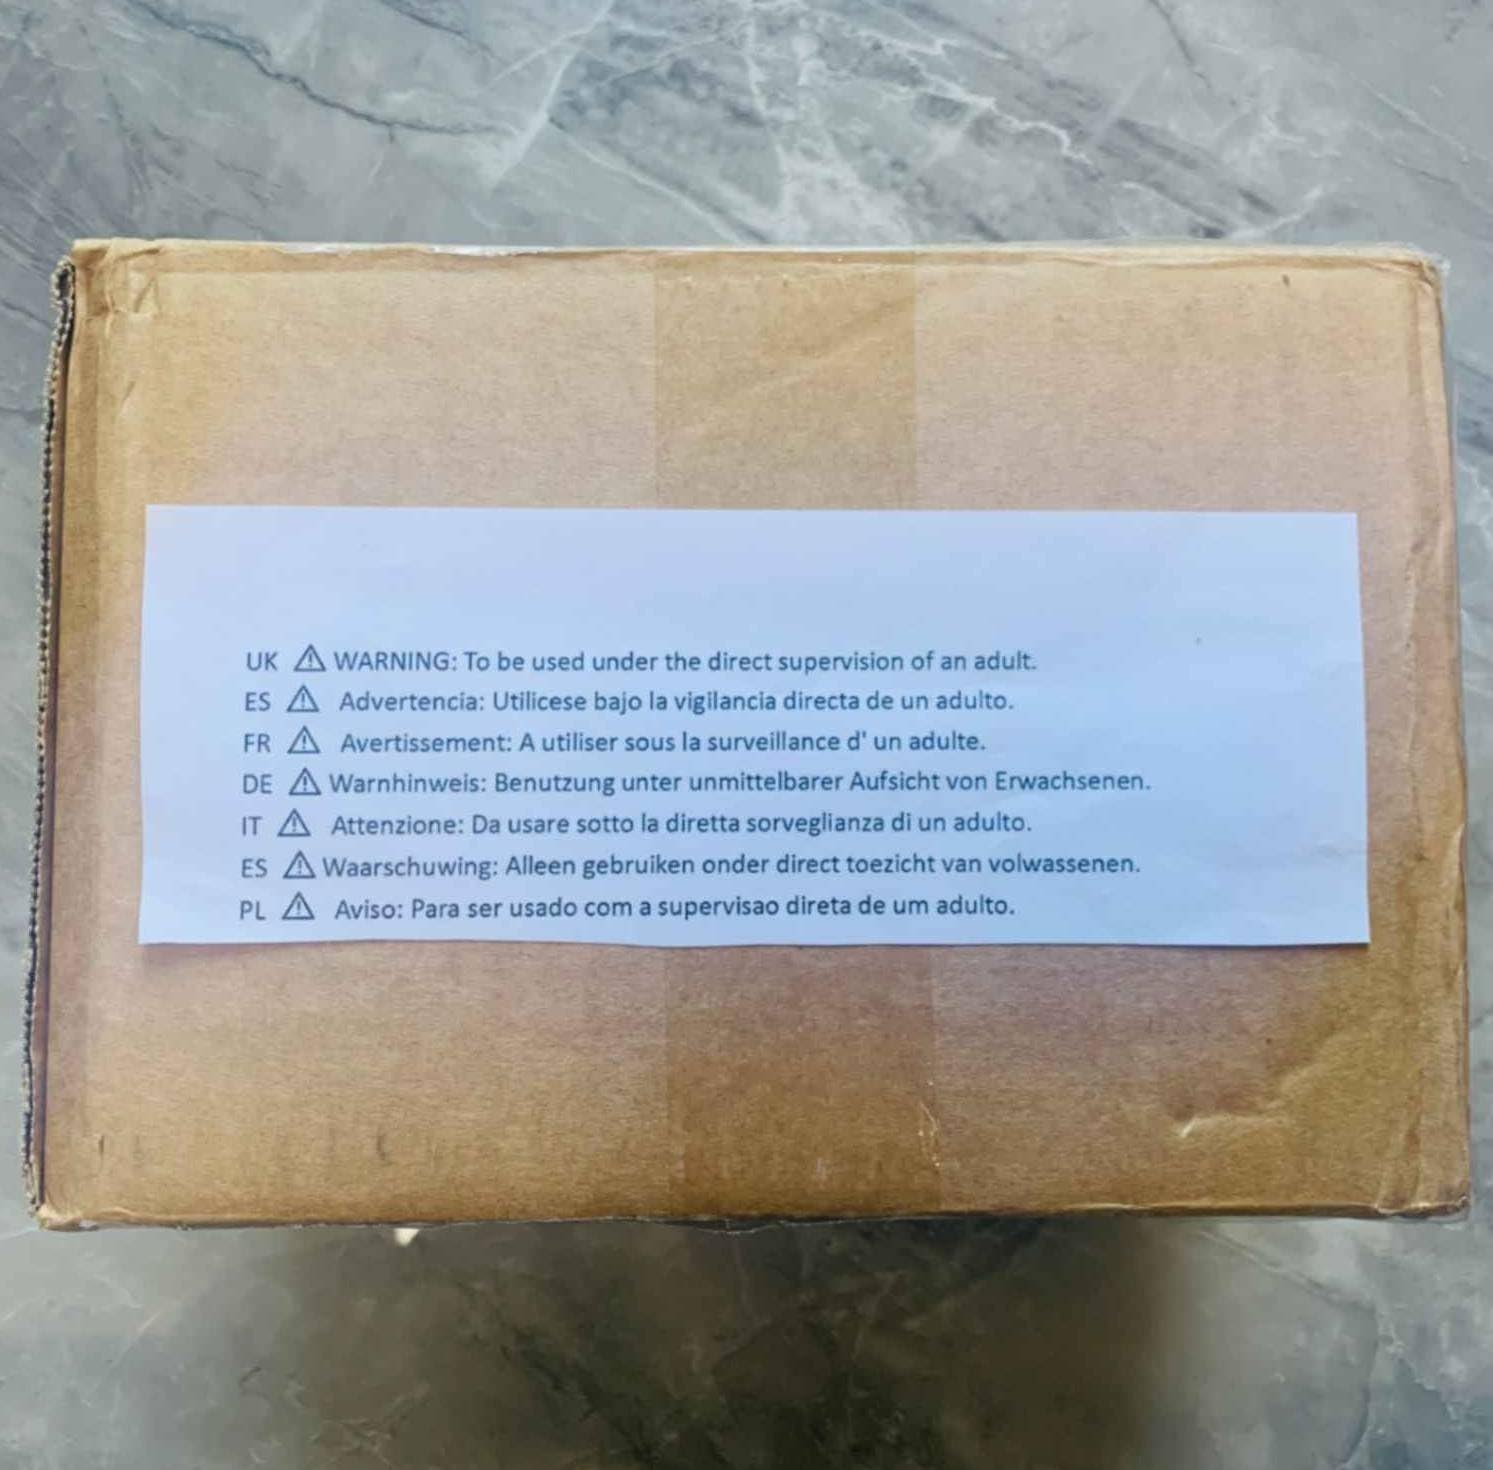 UK ⚠ WARNING: To be used under the direct supervision of an adult.
ES ⚠ Advertencia: Utilicese bajo la vigilancia directa de un adulto.
FR ⚠ Avertissement: A utiliser sous la surveillance d' un adulte.
DE ⚠ Warnhinweis: Benutzung unter unmittelbarer Aufsicht von Erwachsenen.
IT ⚠ Attenzione: Da usare sotto la diretta sorveglianza di un adulto.
ES ⚠ Waarschuwing: Alleen gebruiken onder direct toezicht van volwassenen.
PL ⚠ Aviso: Para ser usado com a supervisao direta de um adulto.